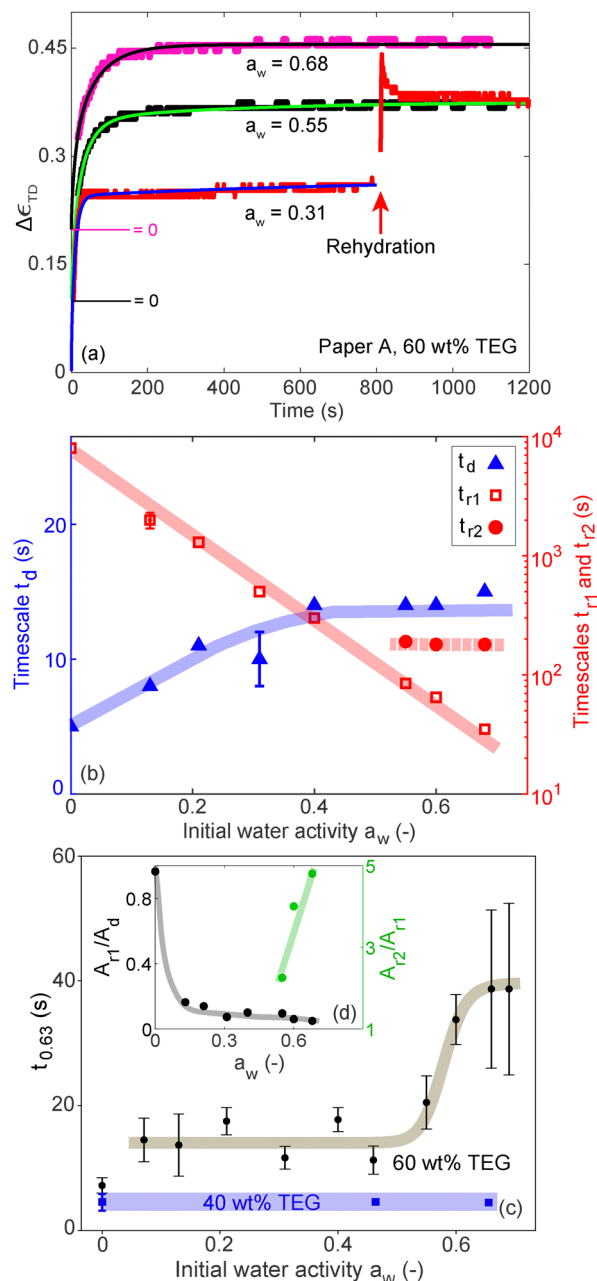 0.45
0.3
0.15
0
Δϵ_TD
a_w = 0.68
a_w = 0.55
a_w = 0.31
= 0
= 0
Rehydration
(a)
Paper A, 60 wt% TEG
0 200 400 600 800 1000 1200
Time (s)
20
10
0
Timescale t_d (s)
t_d
t_r1
t_r2
10^4
10^3
10^2
10^1
Timescales t_r1 and t_r2 (s)
(b)
0 0.2 0.4 0.6
Initial water activity a_w (-)
60
40
20
0
t_0.63 (s)
0.8
0.4
0
A_r1/A_d
5
3
1
A_r2/A_r1
(d)
0 0.3 0.6
a_w (-)
60 wt% TEG
40 wt% TEG
(c)
0 0.2 0.4 0.6
Initial water activity a_w (-)